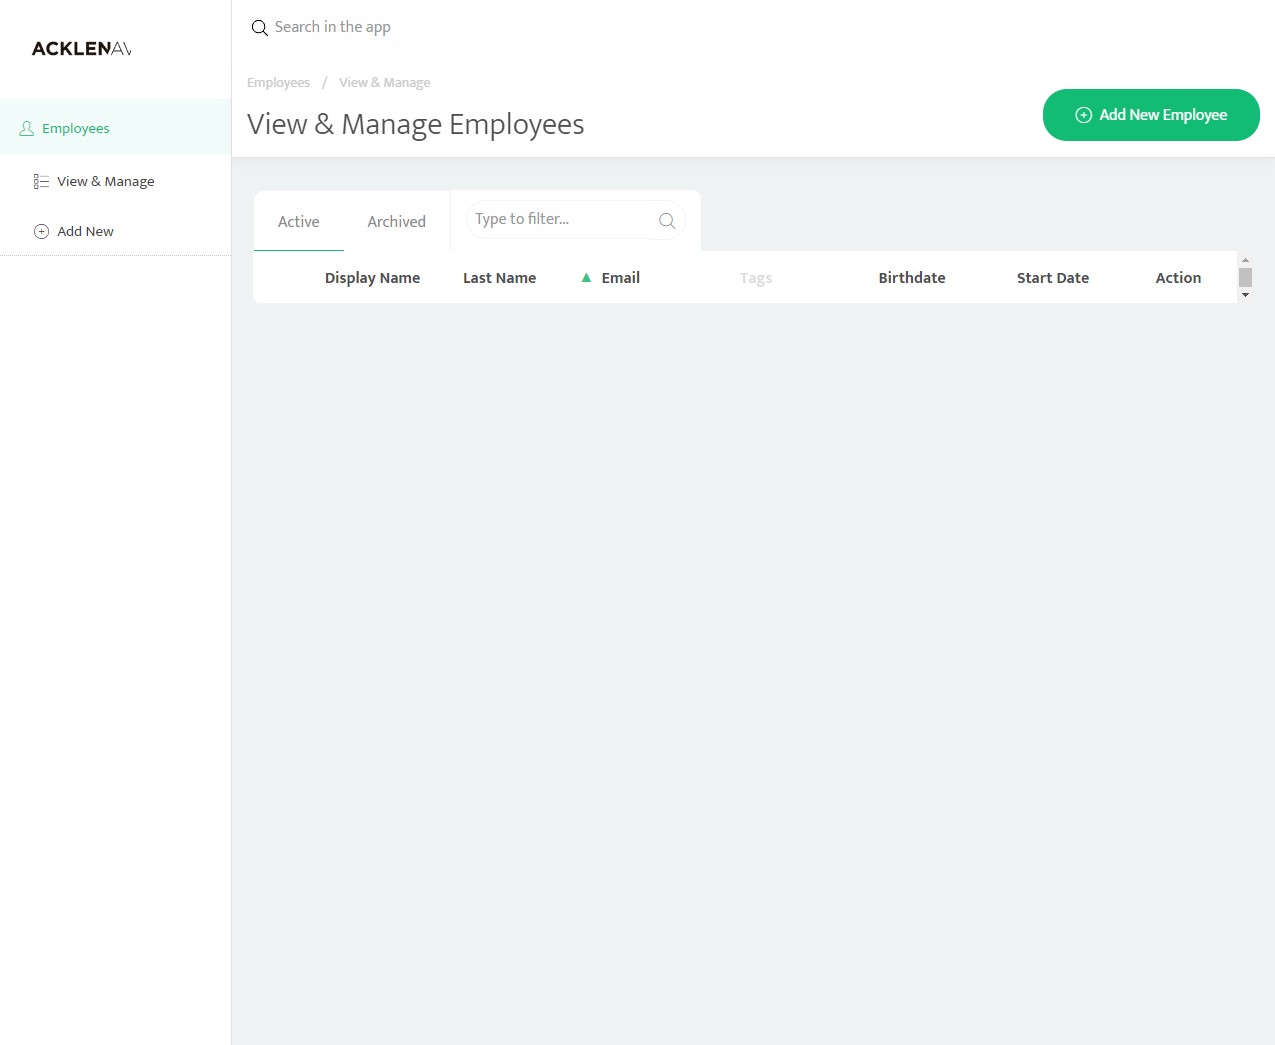 ACKLENAV
Search in the app
Employees / View & Manage
View & Manage Employees
Add New Employee
Employees
View & Manage
Add New
Active
Archived
Type to filter...
Display Name Last Name Email Tags Birthdate Start Date Action